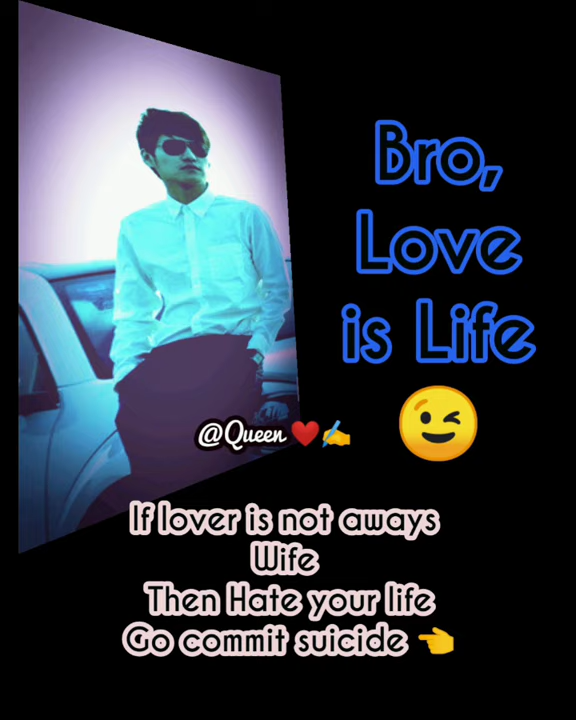 Bro,
Love
is Life
😉
@Queen ❤️✍️
If lover is not aways
Wife
Then Hate your life
Go commit suicide 👈